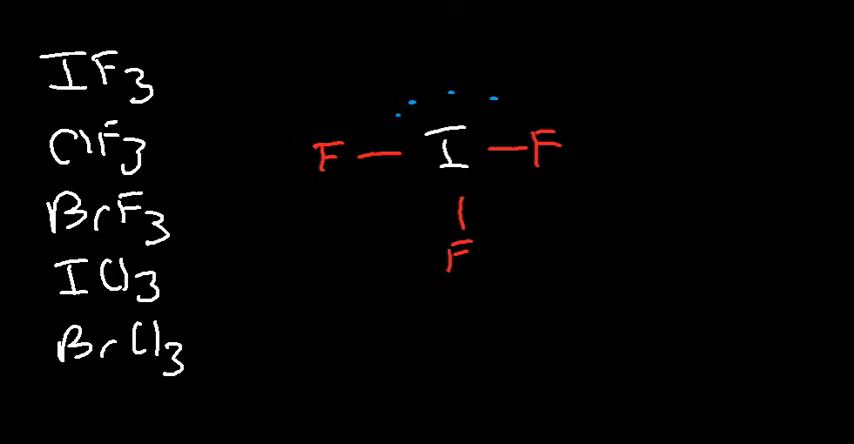 IF3
ClF3
BrF3
ICl3
BrCl3
F — I — F
|
F